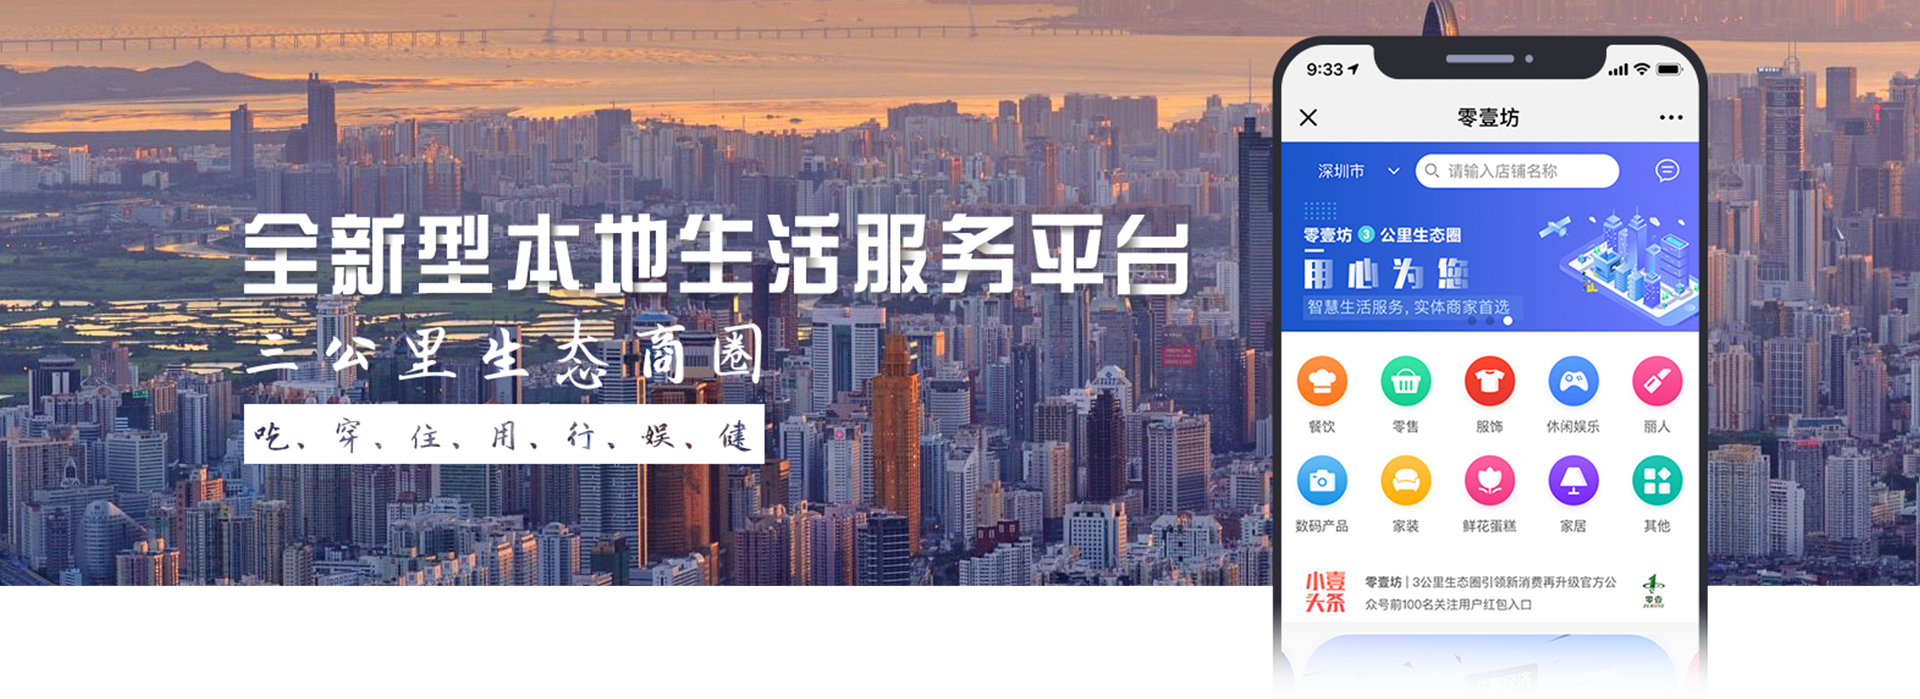 全新型本地生活服务平台
三公里生态商圈
吃、穿、住、用、行、娱、健
9:33
零壹坊
深圳市
请输入店铺名称
零壹坊 3 公里生态圈
用心为您
智慧生活服务, 实体商家首选
餐饮 零售 服饰 休闲娱乐 丽人
数码产品 家装 鲜花蛋糕 家居 其他
小壹
头条
零壹坊 | 3公里生态圈引领新消费再升级官方公
众号前100名关注用户红包入口
零壹